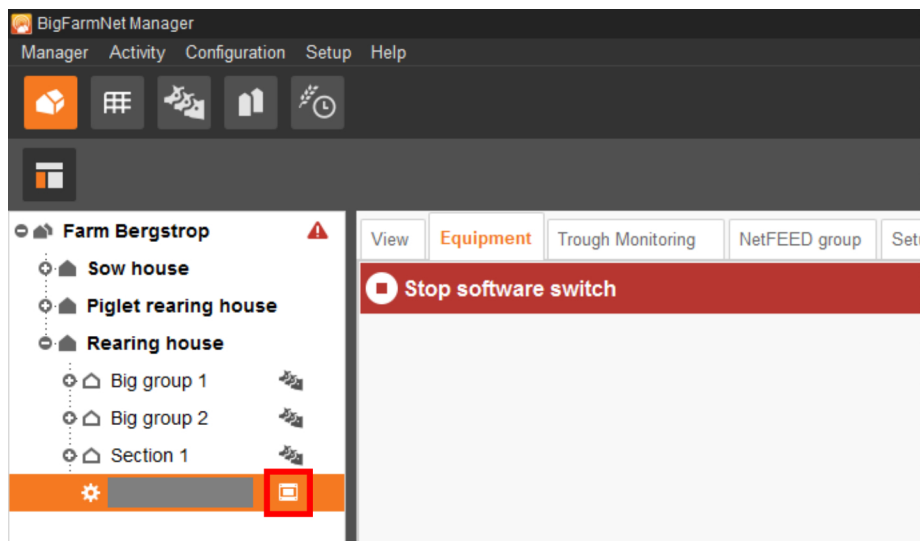 BigFarmNet Manager
Manager Activity Configuration Setup Help
Farm Bergstrop
Sow house
Piglet rearing house
Rearing house
Big group 1
Big group 2
Section 1
View Equipment Trough Monitoring NetFEED group
Stop software switch